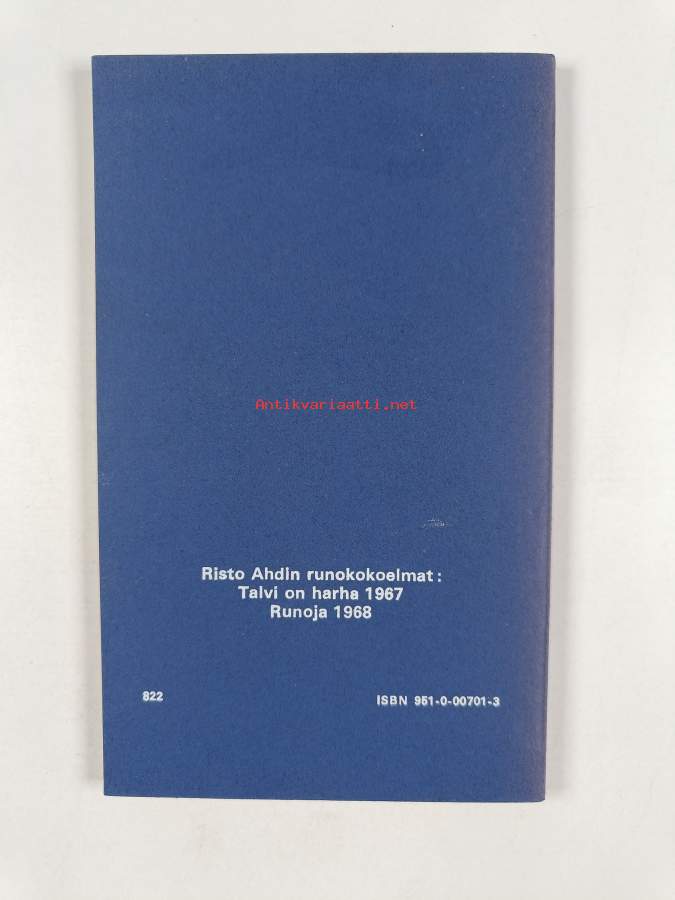 Antikvariaatti.net
Risto Ahdin runokokoelmat:
Talvi on harha 1967
Runoja 1968
822
ISBN 951-0-00701-3